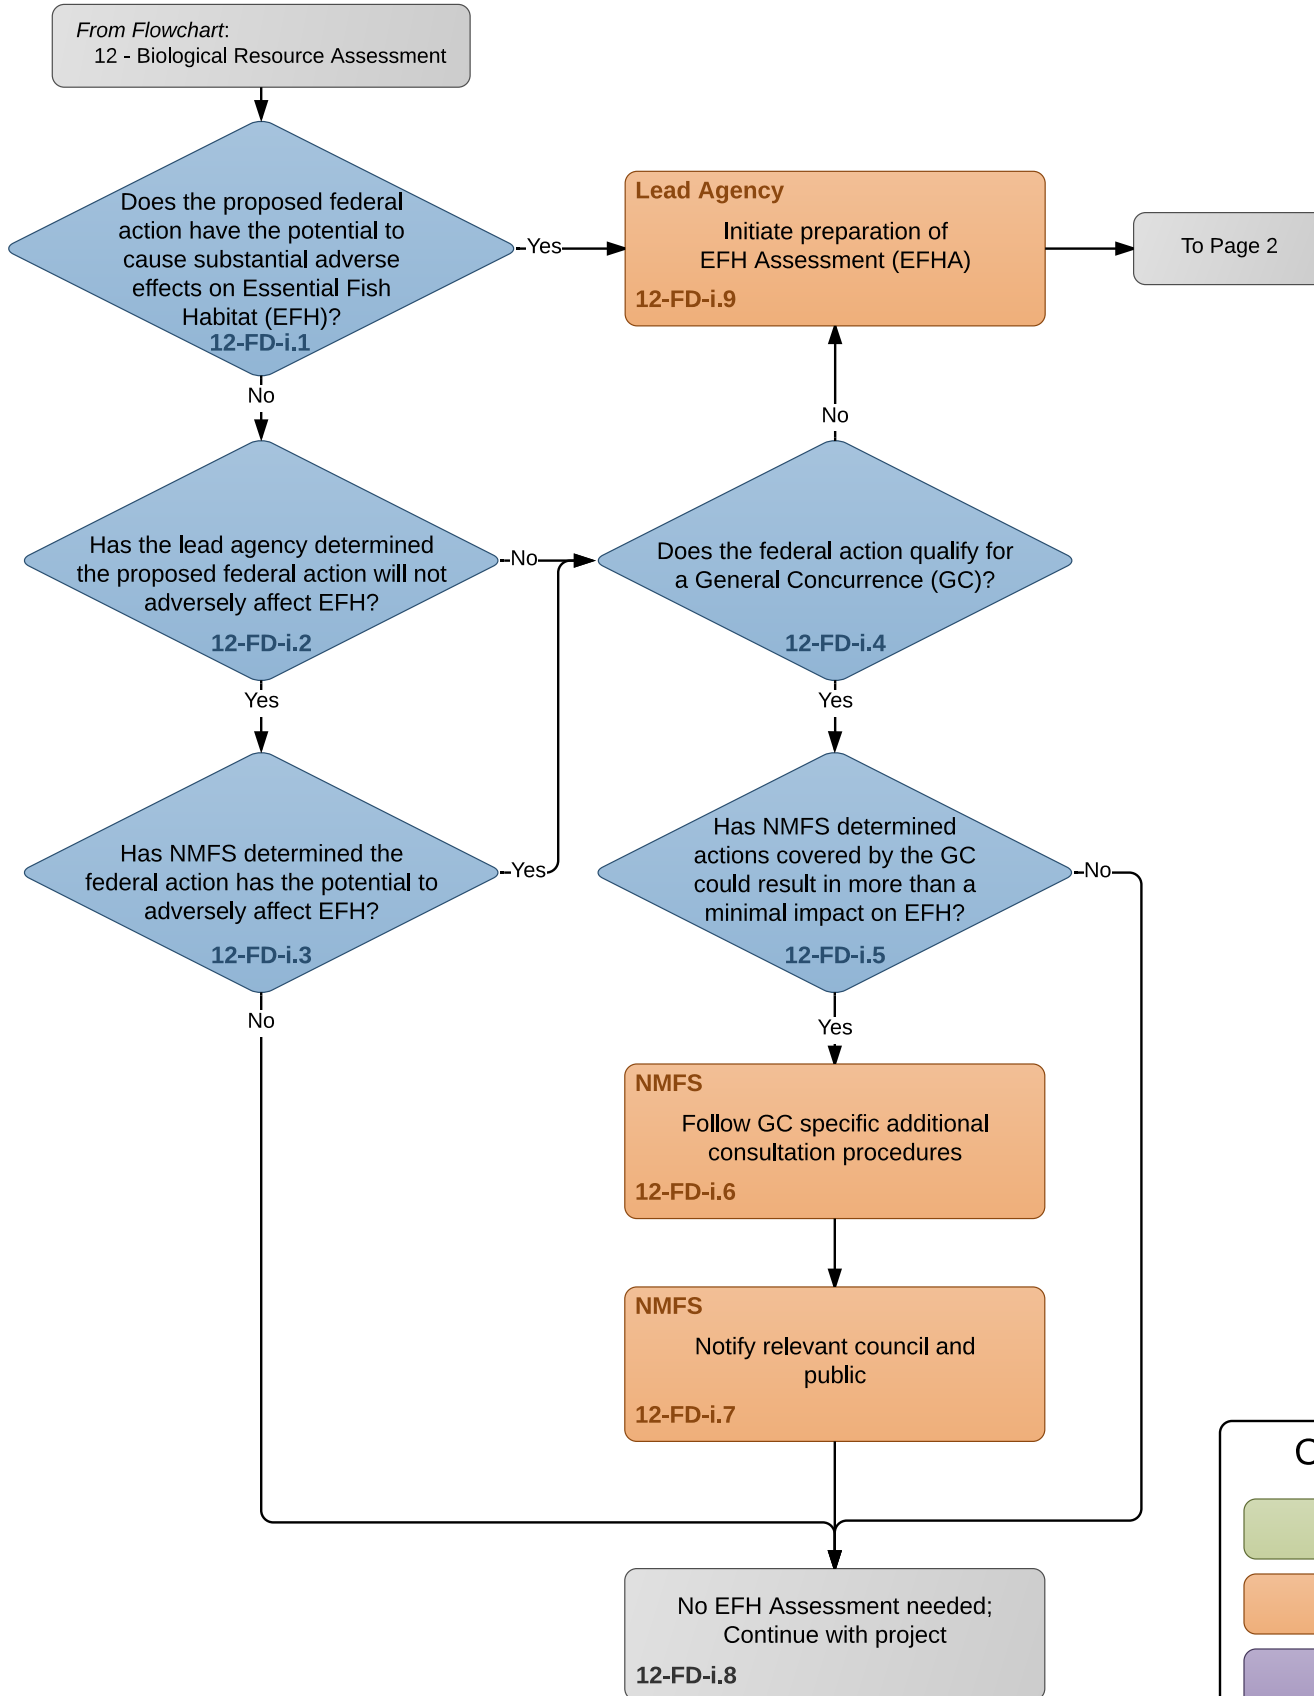 From Flowchart:
12 - Biological Resource Assessment
Does the proposed federal
action have the potential to
cause substantial adverse
effects on Essential Fish
Habitat (EFH)?
12-FD-i.1
Yes
Lead Agency
Initiate preparation of
EFH Assessment (EFHA)
12-FD-i.9
To Page 2
No
No
Has the lead agency determined
the proposed federal action will not
adversely affect EFH?
12-FD-i.2
No
Does the federal action qualify for
a General Concurrence (GC)?
12-FD-i.4
Yes
Yes
Has NMFS determined the
federal action has the potential to
adversely affect EFH?
12-FD-i.3
Yes
Has NMFS determined
actions covered by the GC
could result in more than a
minimal impact on EFH?
12-FD-i.5
No
No
Yes
NMFS
Follow GC specific additional
consultation procedures
12-FD-i.6
NMFS
Notify relevant council and
public
12-FD-i.7
No EFH Assessment needed;
Continue with project
12-FD-i.8